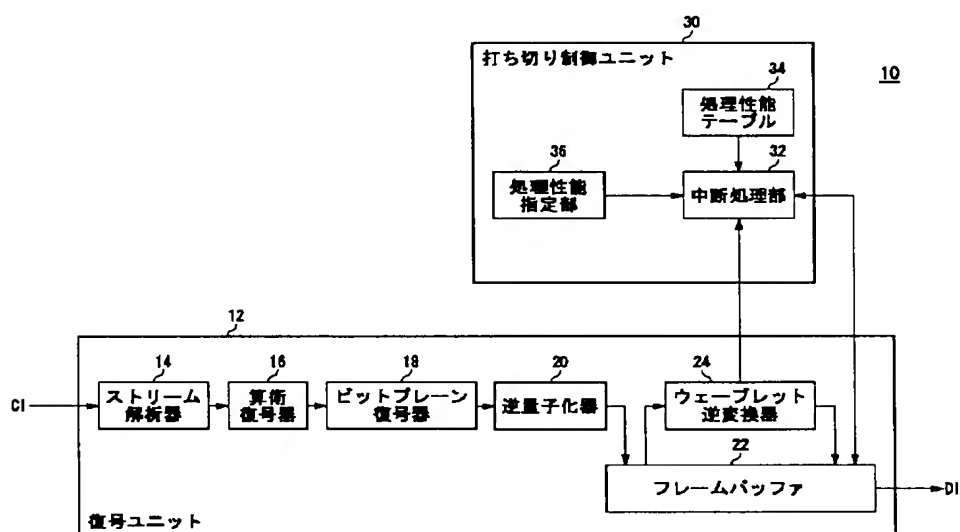 30
打ち切り制御ユニット
10
34
処理性能
テーブル
36
処理性能
指定部
32
中断処理部
12
14
ストリーム
解析器
16
算術
復号器
18
ビットプレーン
復号器
20
逆量子化器
24
ウェーブレット
逆変換器
CI
22
フレームバッファ
DI
復号ユニット